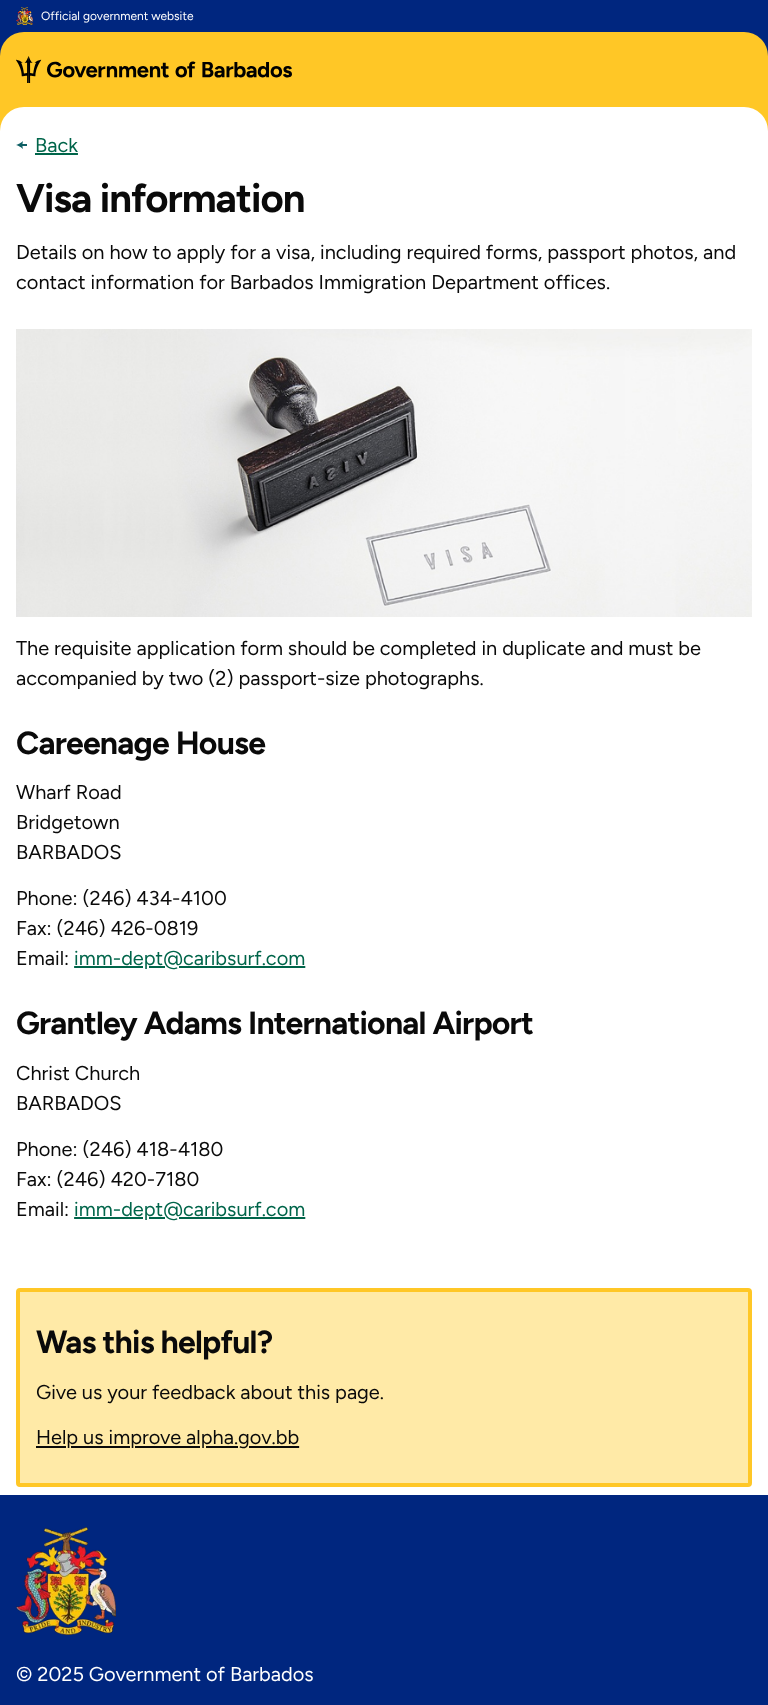 Official government website
Government of Barbados
Back
Visa information
Details on how to apply for a visa, including required forms, passport photos, and
contact information for Barbados Immigration Department offices.
VISA
VISA
The requisite application form should be completed in duplicate and must be
accompanied by two (2) passport-size photographs.
Careenage House
Wharf Road
Bridgetown
BARBADOS
Phone: (246) 434-4100
Fax: (246) 426-0819
Email: imm-dept@caribsurf.com
Grantley Adams International Airport
Christ Church
BARBADOS
Phone: (246) 418-4180
Fax: (246) 420-7180
Email: imm-dept@caribsurf.com
Was this helpful?
Give us your feedback about this page.
Help us improve alpha.gov.bb
PRIDE AND INDUSTRY
© 2025 Government of Barbados